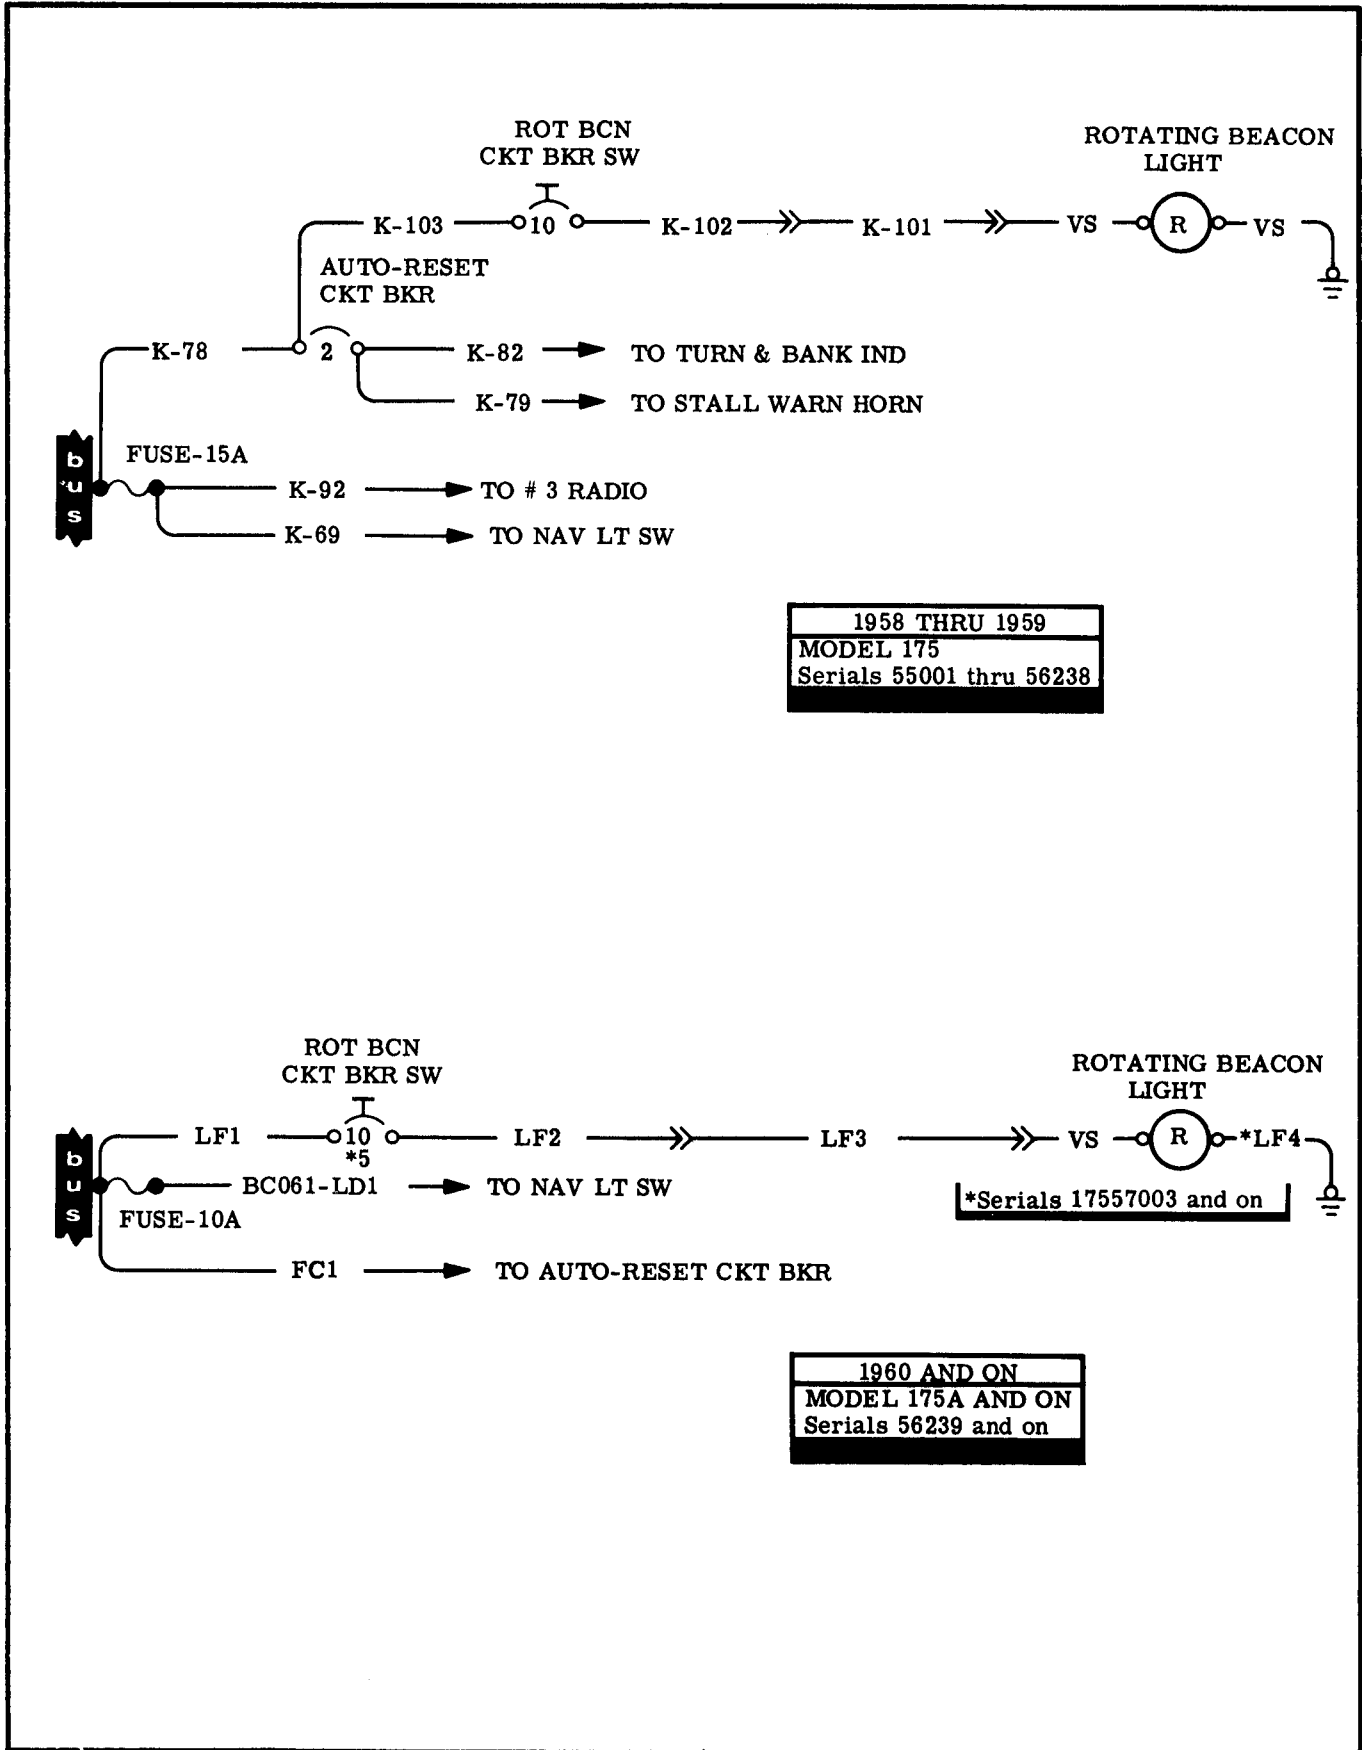 ROT BCN
CKT BKR SW
ROTATING BEACON
LIGHT
K-103
10
K-102
K-101
VS
R
VS
AUTO-RESET
CKT BKR
K-78
2
K-82
TO TURN & BANK IND
K-79
TO STALL WARN HORN
bus
FUSE-15A
K-92
TO # 3 RADIO
K-69
TO NAV LT SW
1958 THRU 1959
MODEL 175
Serials 55001 thru 56238
ROT BCN
CKT BKR SW
ROTATING BEACON
LIGHT
LF1
10
*5
LF2
LF3
VS
R
*LF4
bus
BC061-LD1
TO NAV LT SW
*Serials 17557003 and on
FUSE-10A
FC1
TO AUTO-RESET CKT BKR
1960 AND ON
MODEL 175A AND ON
Serials 56239 and on